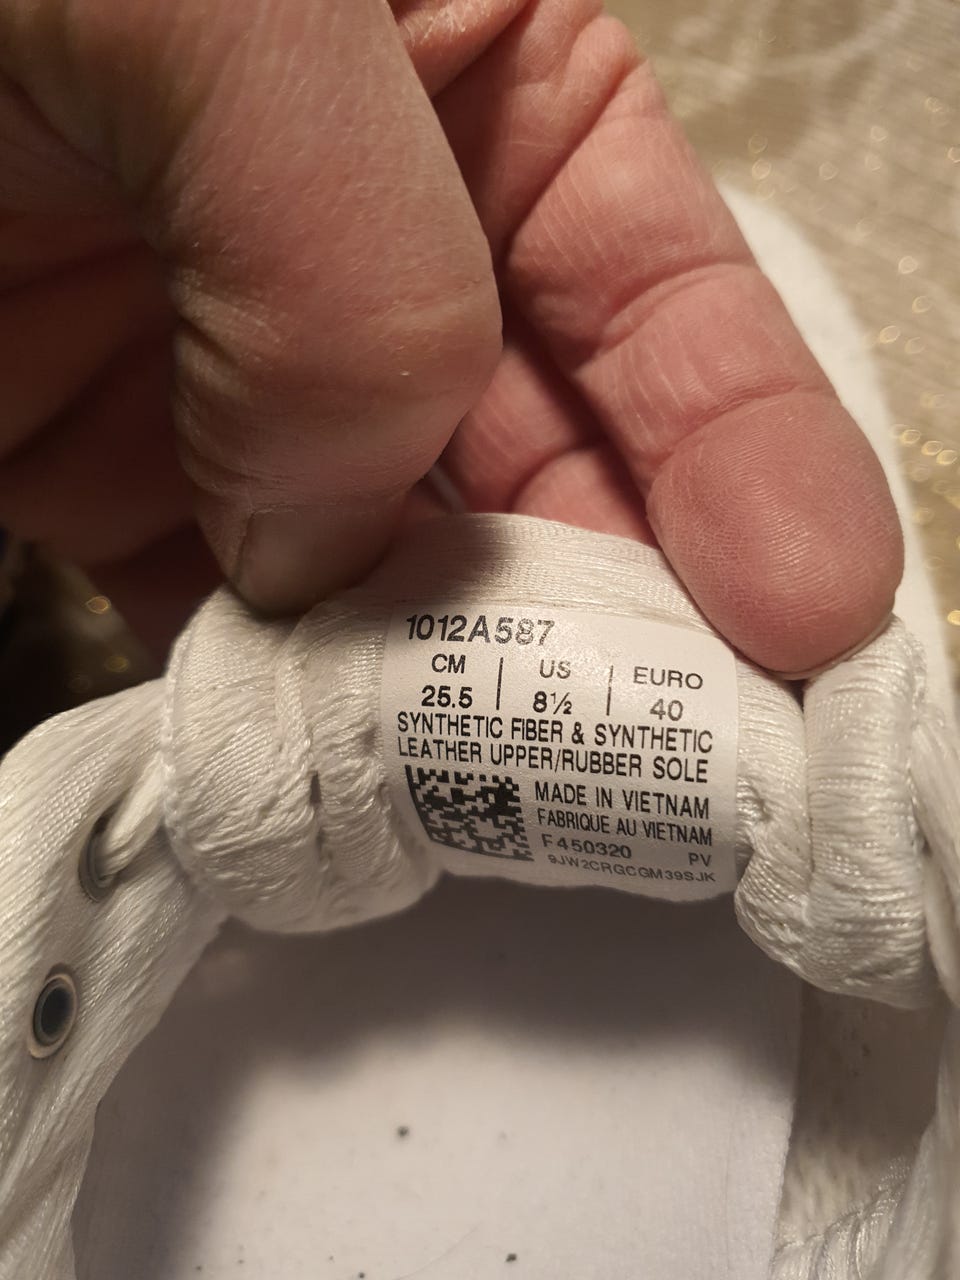 1012A587
CM | US | EURO
25.5 | 8½ | 40
SYNTHETIC FIBER & SYNTHETIC
LEATHER UPPER/RUBBER SOLE
MADE IN VIETNAM
FABRIQUE AU VIETNAM
F450320 PV
9JW2CRGCGM39SJK